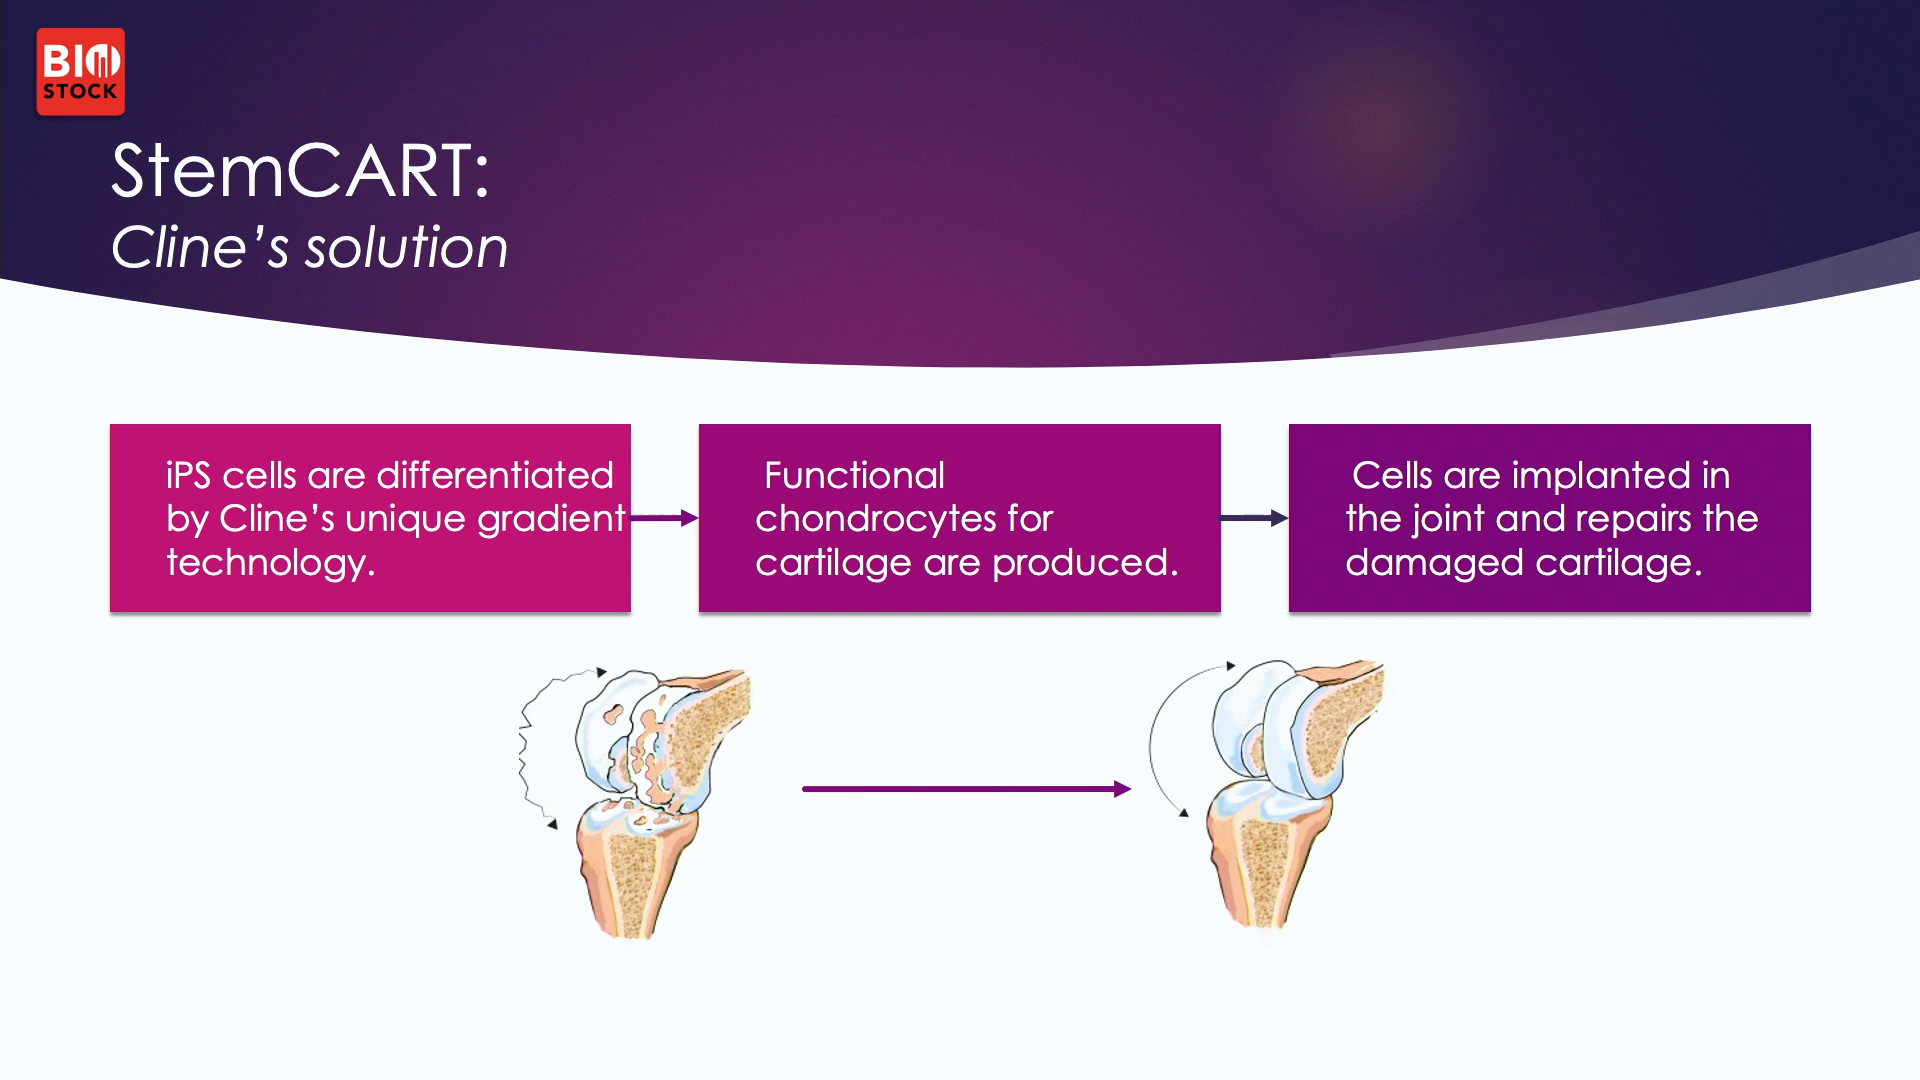 BIO
STOCK
StemCART:
Cline’s solution
iPS cells are differentiated
by Cline’s unique gradient
technology.
Functional
chondrocytes for
cartilage are produced.
Cells are implanted in
the joint and repairs the
damaged cartilage.